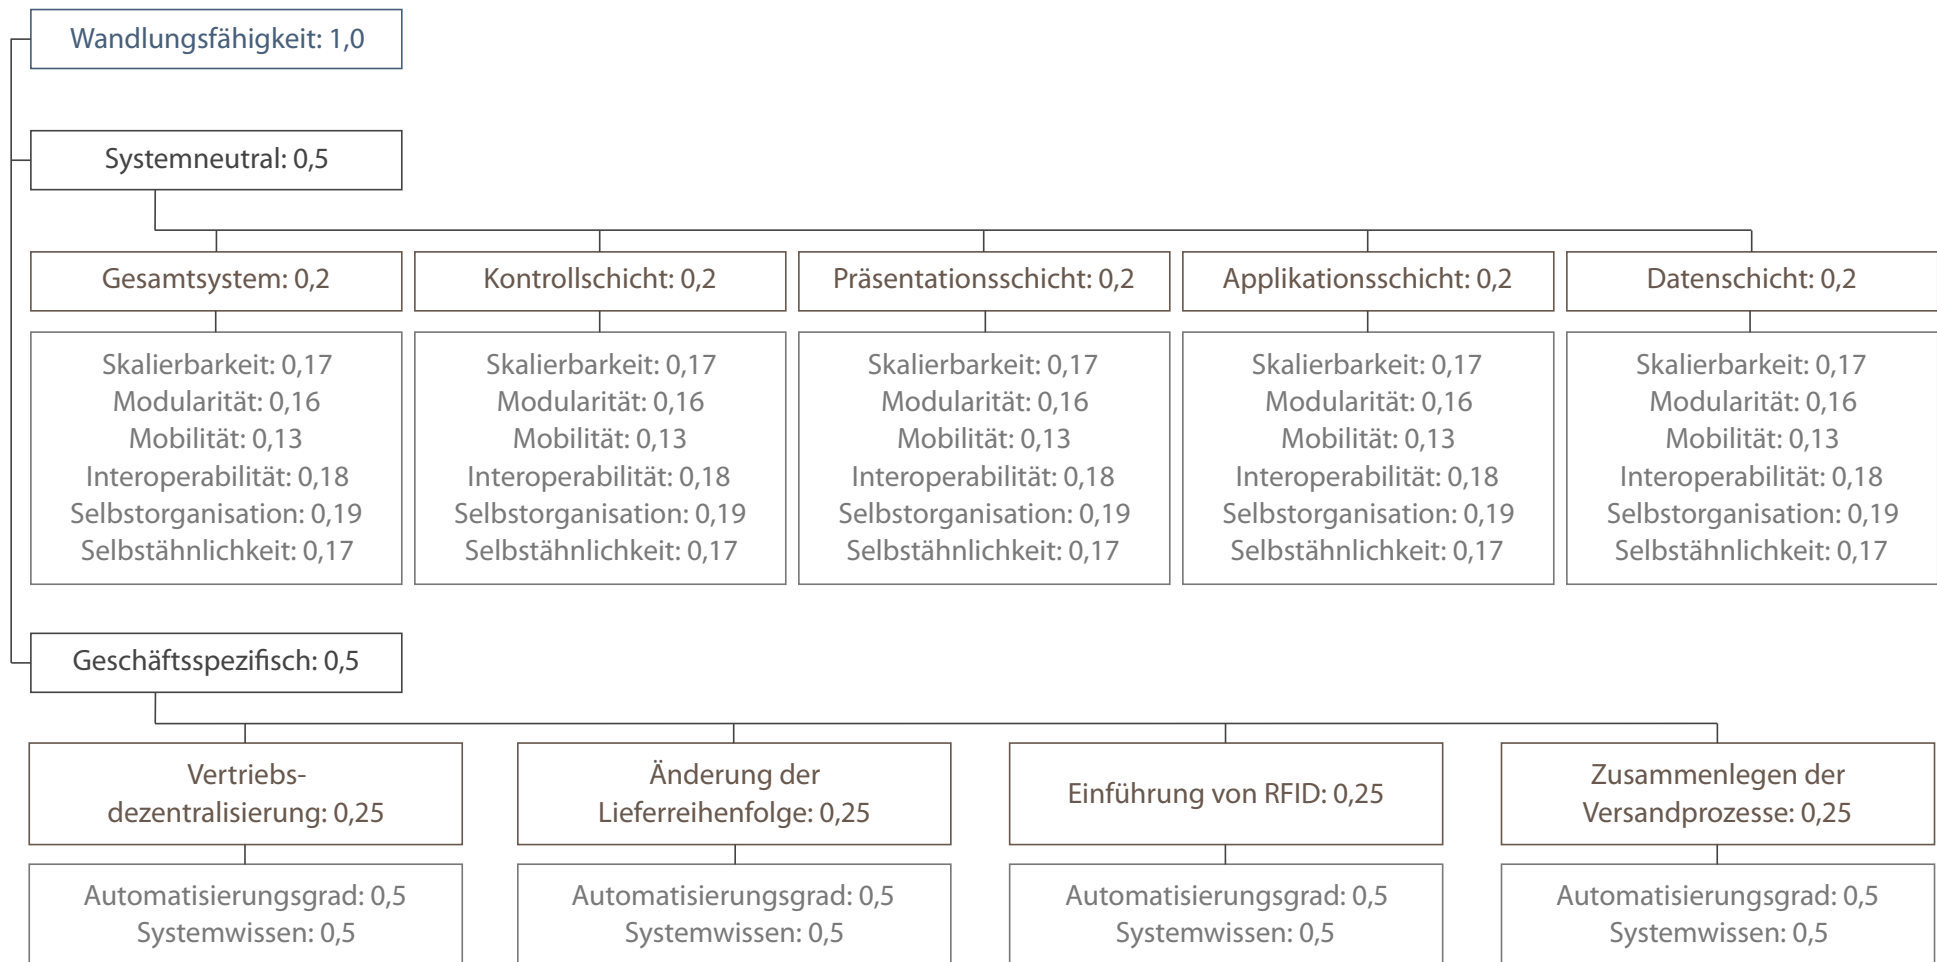 Wandlungsfähigkeit: 1,0
Systemneutral: 0,5
Gesamtsystem: 0,2
Skalierbarkeit: 0,17
Modularität: 0,16
Mobilität: 0,13
Interoperabilität: 0,18
Selbstorganisation: 0,19
Selbstähnlichkeit: 0,17
Kontrollschicht: 0,2
Skalierbarkeit: 0,17
Modularität: 0,16
Mobilität: 0,13
Interoperabilität: 0,18
Selbstorganisation: 0,19
Selbstähnlichkeit: 0,17
Präsentationsschicht: 0,2
Skalierbarkeit: 0,17
Modularität: 0,16
Mobilität: 0,13
Interoperabilität: 0,18
Selbstorganisation: 0,19
Selbstähnlichkeit: 0,17
Applikationsschicht: 0,2
Skalierbarkeit: 0,17
Modularität: 0,16
Mobilität: 0,13
Interoperabilität: 0,18
Selbstorganisation: 0,19
Selbstähnlichkeit: 0,17
Datenschicht: 0,2
Skalierbarkeit: 0,17
Modularität: 0,16
Mobilität: 0,13
Interoperabilität: 0,18
Selbstorganisation: 0,19
Selbstähnlichkeit: 0,17
Geschäftsspezifisch: 0,5
Vertriebs-
dezentralisierung: 0,25
Automatisierungsgrad: 0,5
Systemwissen: 0,5
Änderung der
Lieferreihenfolge: 0,25
Automatisierungsgrad: 0,5
Systemwissen: 0,5
Einführung von RFID: 0,25
Automatisierungsgrad: 0,5
Systemwissen: 0,5
Zusammenlegen der
Versandprozesse: 0,25
Automatisierungsgrad: 0,5
Systemwissen: 0,5